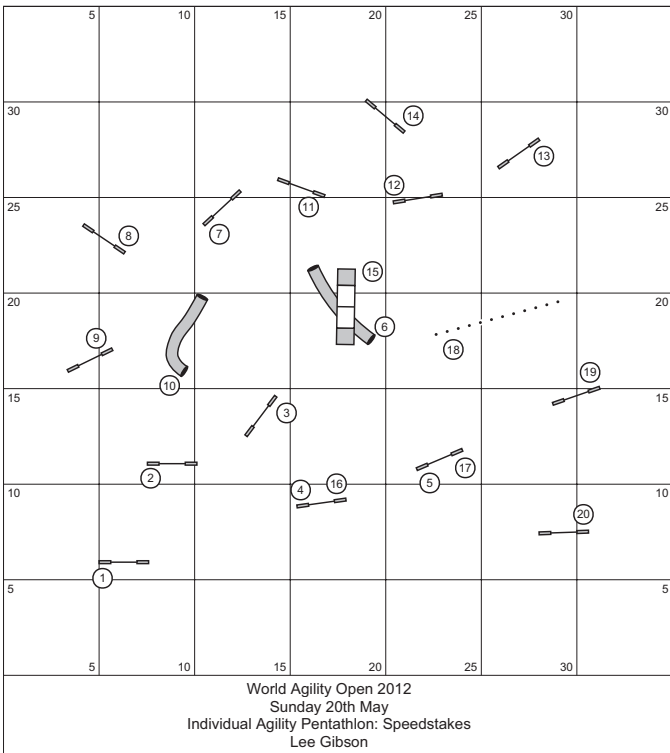 5 10 15 20 30
14
30 30
13
12
25 11 25
8 7
15
20 20
6
9 18
10 19
15 15
3
17
2 4 16 5
10 10
20
1
5 5
5 10 15 20 30
World Agility Open 2012
Sunday 20th May
Individual Agility Pentathlon: Speedstakes
Lee Gibson